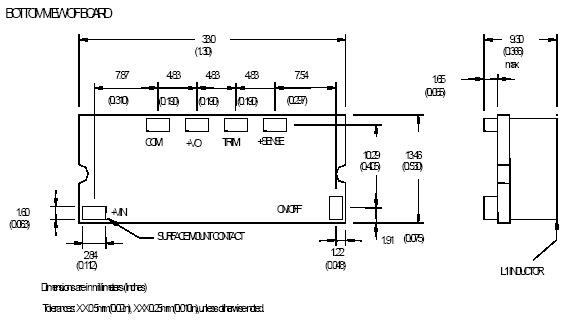 BOTTOM VIEW OF BOARD
33.0
(1.30)
9.30
(0.366)
max
7.87
4.83
4.83
4.83
7.54
(0.310)
(0.190)
(0.190)
(0.190)
(0.297)
1.65
(0.065)
COM
+VO
TRIM
+SENSE
10.29
(0.405)
13.46
(0.530)
1.60
(0.063)
+VIN
ON/OFF
SURFACE MOUNT CONTACT
1.91
(0.075)
2.84
(0.112)
1.22
(0.048)
L1 INDUCTOR
Dimensions are in millimeters (inches)
Tolerances: X.X 0.5 mm (0.02 in), X.XX 0.25 mm (0.010 in), unless otherwise noted.